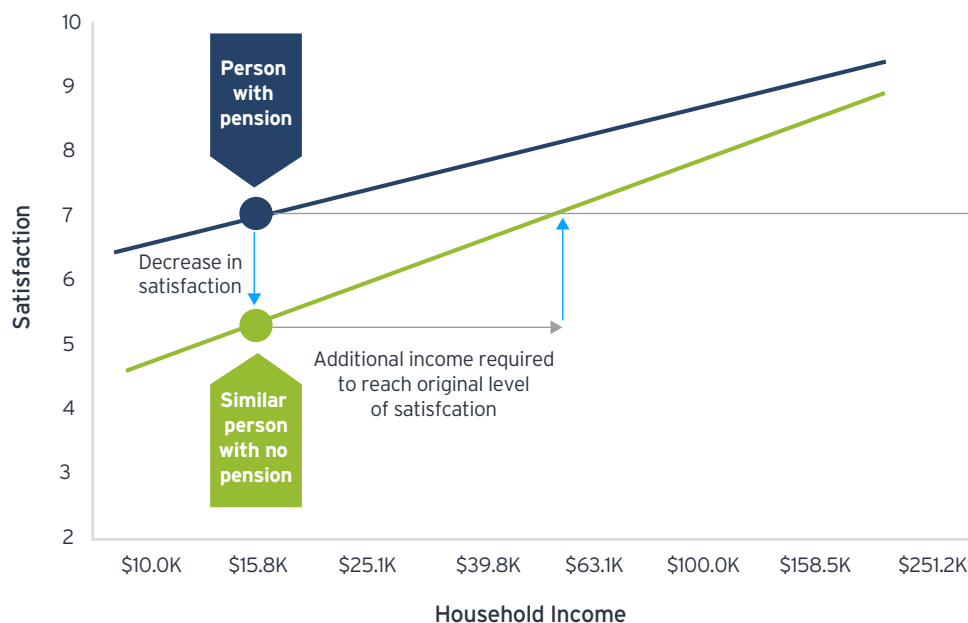 10
9
8
7
6
5
4
3
2
Satisfaction
Person
with
pension
Decrease in
satisfaction
Additional income required
to reach original level
of satisfcation
Similar
person
with no
pension
$10.0K $15.8K $25.1K $39.8K $63.1K $100.0K $158.5K $251.2K
Household Income